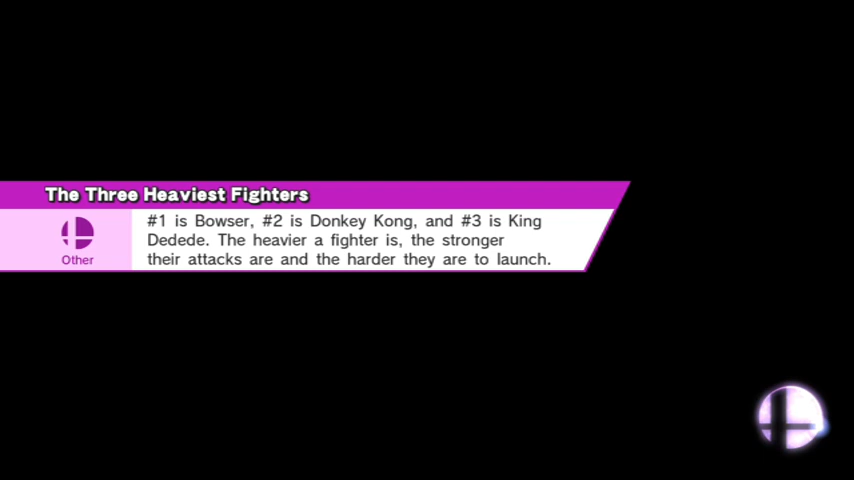 The Three Heaviest Fighters
#1 is Bowser, #2 is Donkey Kong, and #3 is King
Dedede. The heavier a fighter is, the stronger
their attacks are and the harder they are to launch.
Other